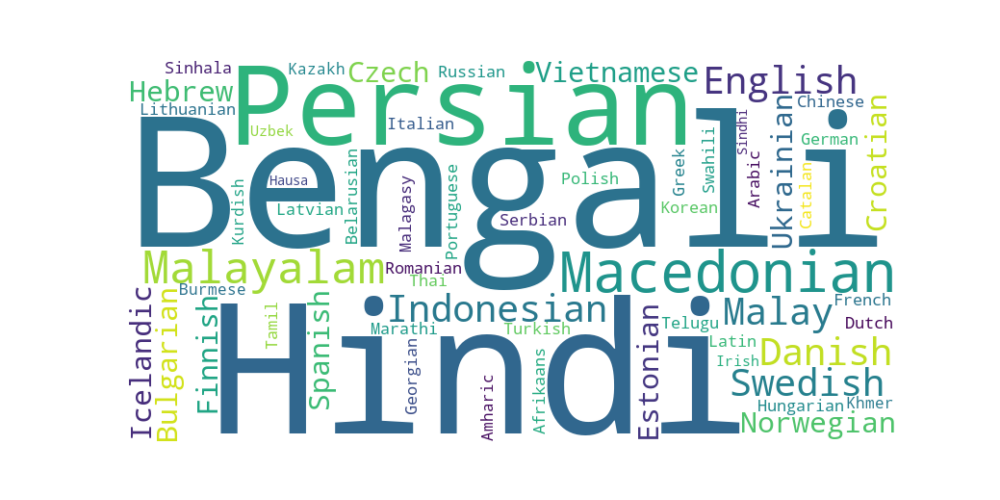 Sinhala
Kazakh
Czech
Russian
Vietnamese
English
Hebrew
Persian
Lithuanian
Chinese
Uzbek
Italian
Bengali
Sindhi
German
Ukrainian
Croatian
Hausa
Kurdish
Latvian
Belarusian
Malagasy
Portuguese
Serbian
Polish
Greek
Swahili
Korean
Arabic
Catalan
Malayalam
Romanian
Thai
Macedonian
Burmese
Icelandic
Bulgarian
Finnish
Tamil
Spanish
Hindi
Indonesian
Marathi
Turkish
Georgian
Amharic
Afrikaans
Estonian
Malay
French
Telugu
Dutch
Latin
Irish
Danish
Swedish
Hungarian
Khmer
Norwegian